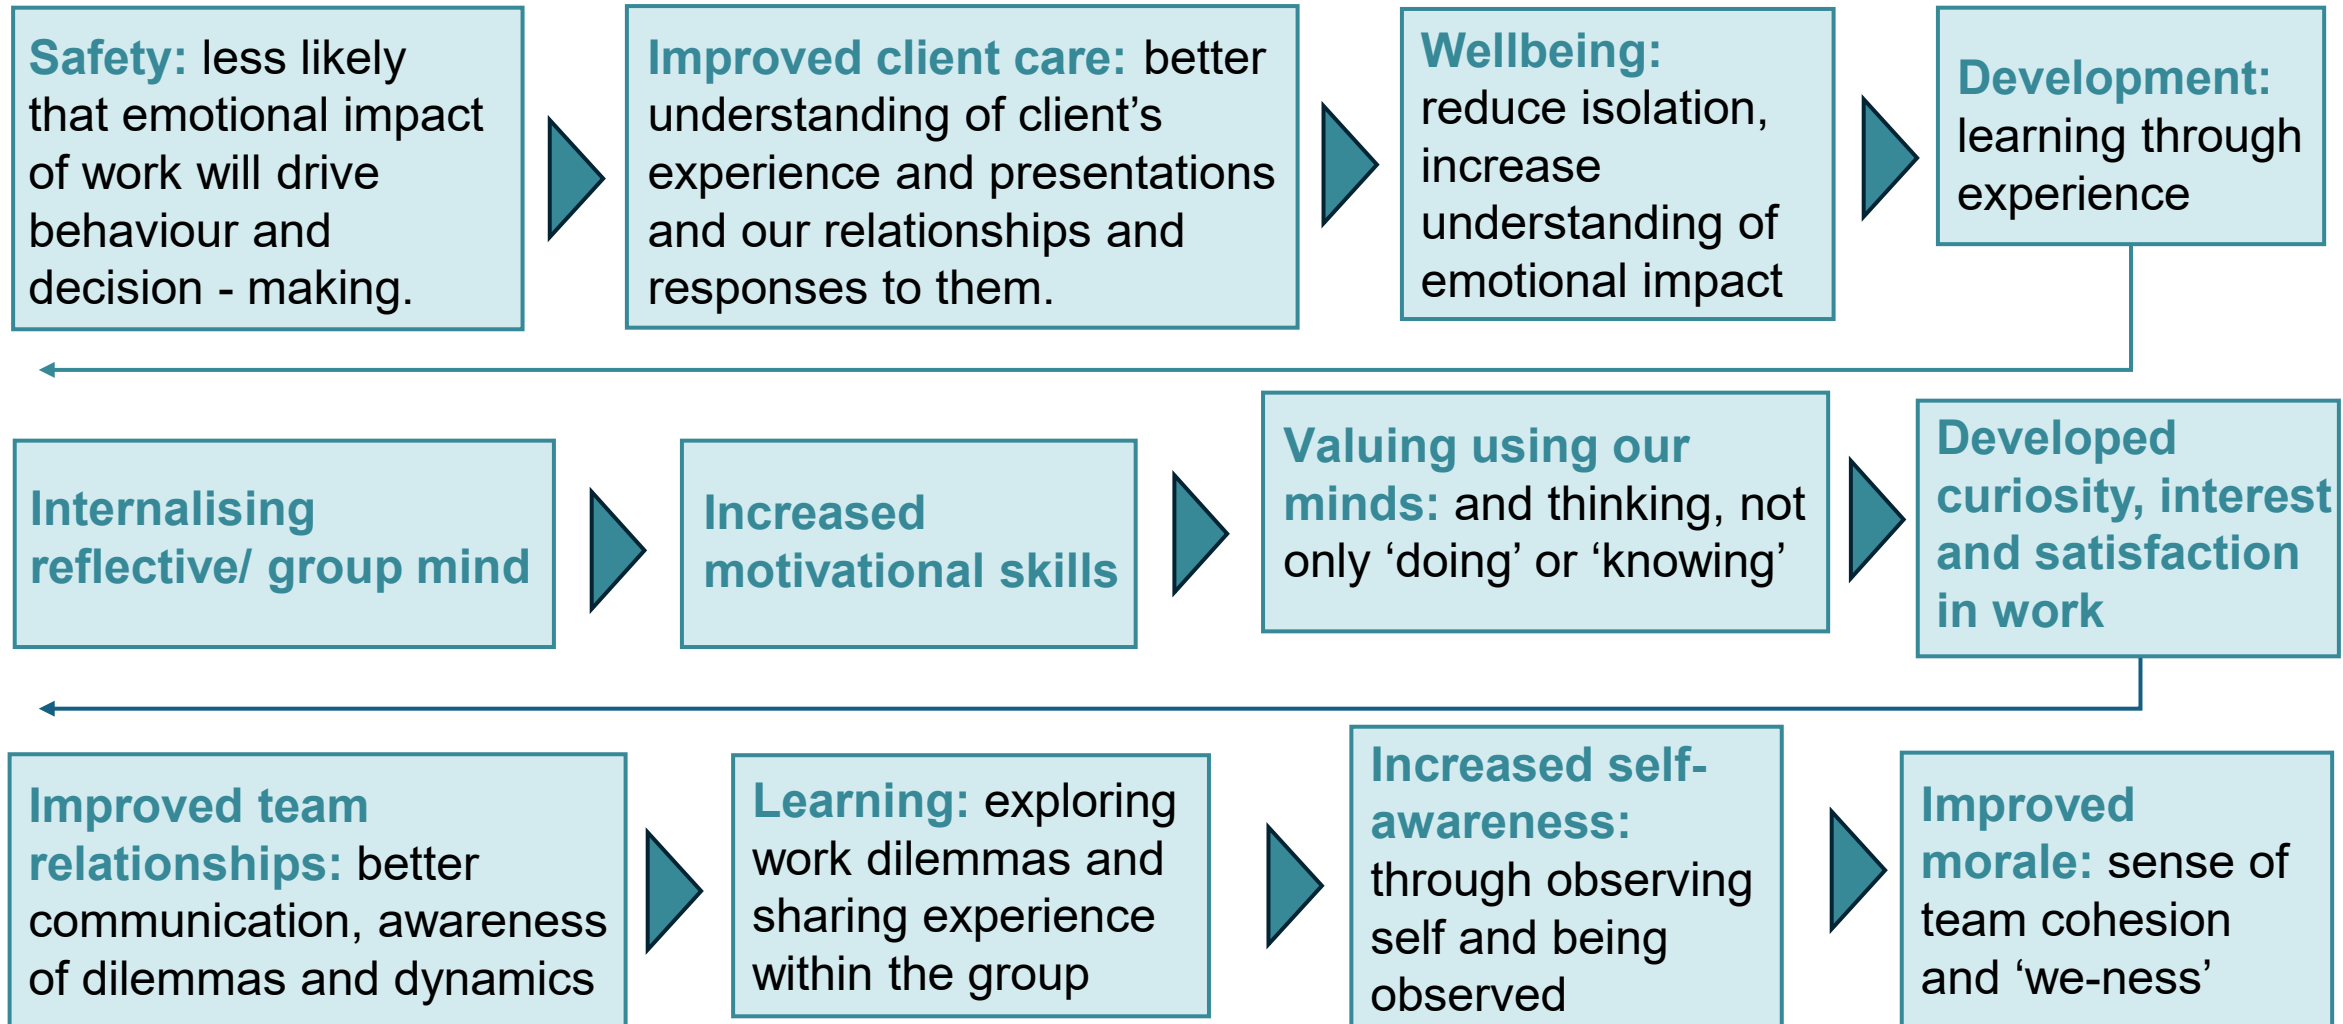 Safety: less likely
that emotional impact
of work will drive
behaviour and
decision - making.
Improved client care: better
understanding of client’s
experience and presentations
and our relationships and
responses to them.
Wellbeing:
reduce isolation,
increase
understanding of
emotional impact
Development:
learning through
experience
Internalising
reflective/ group mind
Increased
motivational skills
Valuing using our
minds: and thinking, not
only ‘doing’ or ‘knowing’
Developed
curiosity, interest
and satisfaction
in work
Improved team
relationships: better
communication, awareness
of dilemmas and dynamics
Learning: exploring
work dilemmas and
sharing experience
within the group
Increased self-
awareness:
through observing
self and being
observed
Improved
morale: sense of
team cohesion
and ‘we-ness’